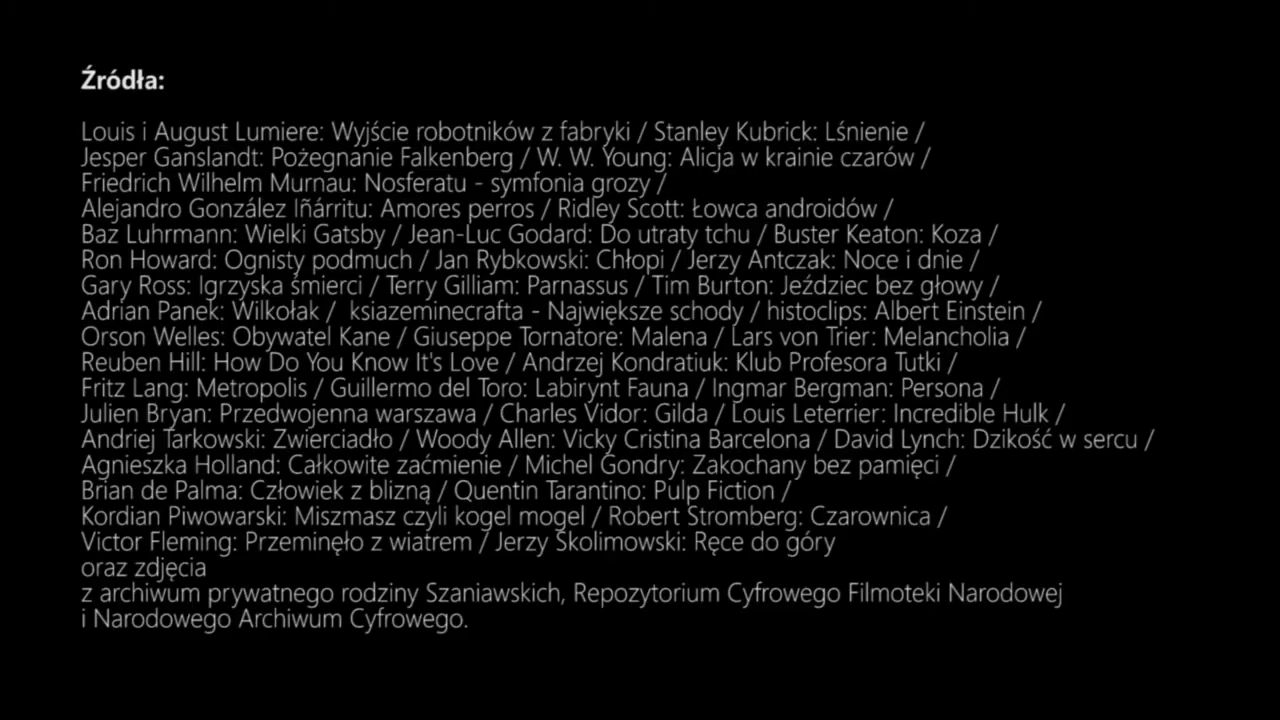 Źródła:
Louis i August Lumiere: Wyjście robotników z fabryki / Stanley Kubrick: Lśnienie /
Jesper Ganslandt: Pożegnanie Falkenberg / W. W. Young: Alicja w krainie czarów /
Friedrich Wilhelm Murnau: Nosferatu - symfonia grozy /
Alejandro González Iñárritu: Amores perros / Ridley Scott: Łowca androidów /
Baz Luhrmann: Wielki Gatsby / Jean-Luc Godard: Do utraty tchu / Buster Keaton: Koza /
Ron Howard: Ognisty podmuch / Jan Rybkowski: Chłopi / Jerzy Antczak: Noce i dnie /
Gary Ross: Igrzyska śmierci / Terry Gilliam: Parnassus / Tim Burton: Jeździec bez głowy /
Adrian Panek: Wilkołak /  ksiazeminecrafta - Największe schody / histoclips: Albert Einstein /
Orson Welles: Obywatel Kane / Giuseppe Tornatore: Malena / Lars von Trier: Melancholia /
Reuben Hill: How Do You Know It's Love / Andrzej Kondratiuk: Klub Profesora Tutki /
Fritz Lang: Metropolis / Guillermo del Toro: Labirynt Fauna / Ingmar Bergman: Persona /
Julien Bryan: Przedwojenna warszawa / Charles Vidor: Gilda / Louis Leterrier: Incredible Hulk /
Andriej Tarkowski: Zwierciadło / Woody Allen: Vicky Cristina Barcelona / David Lynch: Dzikość w sercu /
Agnieszka Holland: Całkowite zaćmienie / Michel Gondry: Zakochany bez pamięci /
Brian de Palma: Człowiek z blizną / Quentin Tarantino: Pulp Fiction /
Kordian Piwowarski: Miszmasz czyli kogel mogel / Robert Stromberg: Czarownica /
Victor Fleming: Przeminęło z wiatrem / Jerzy Skolimowski: Ręce do góry
oraz zdjęcia
z archiwum prywatnego rodziny Szaniawskich, Repozytorium Cyfrowego Filmoteki Narodowej
i Narodowego Archiwum Cyfrowego.